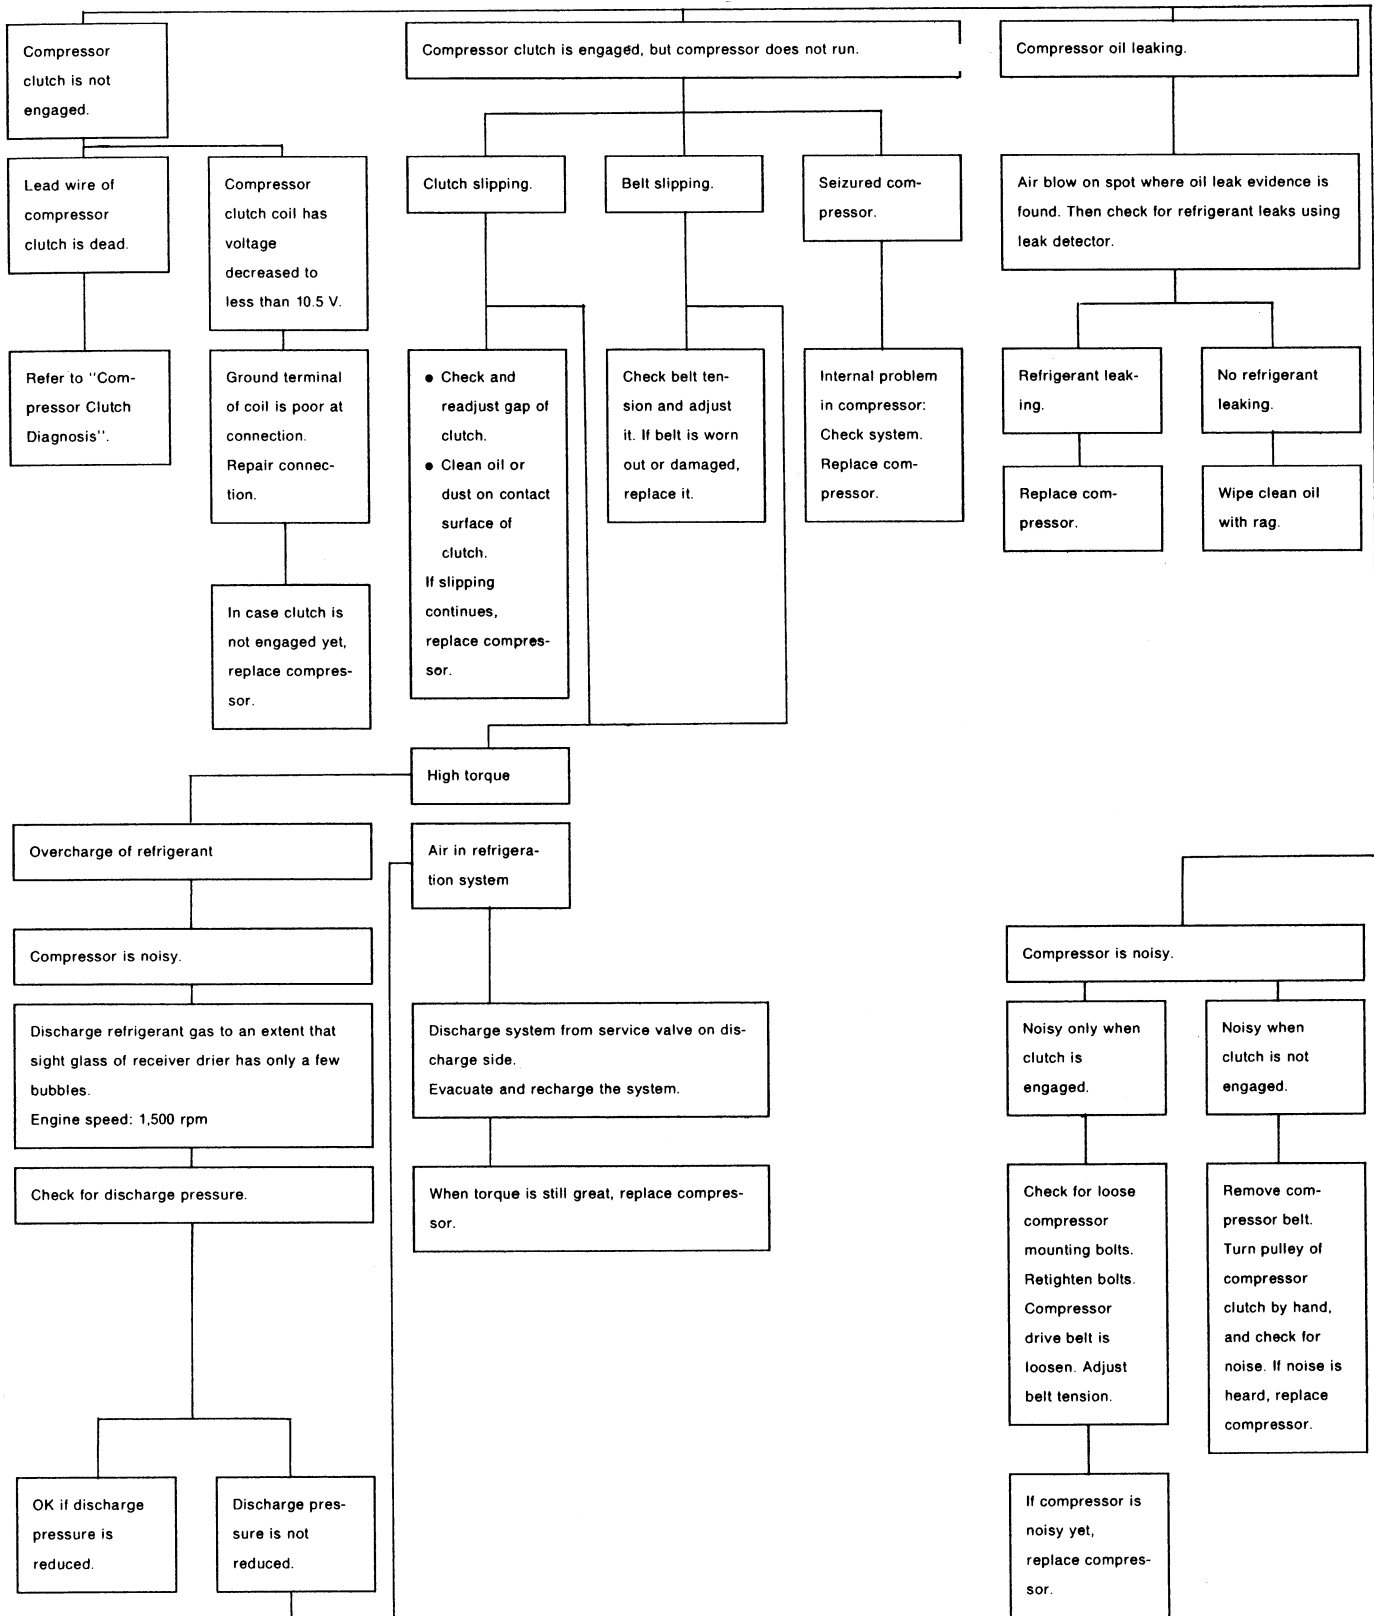 Compressor
clutch is not
engaged.
Compressor clutch is engaged, but compressor does not run.
Compressor oil leaking.
Lead wire of
compressor
clutch is dead.
Compressor
clutch coil has
voltage
decreased to
less than 10.5 V.
Clutch slipping.
Belt slipping.
Seizured com-
pressor.
Air blow on spot where oil leak evidence is
found. Then check for refrigerant leaks using
leak detector.
Refer to "Com-
pressor Clutch
Diagnosis".
Ground terminal
of coil is poor at
connection.
Repair connec-
tion.
● Check and
readjust gap of
clutch.
● Clean oil or
dust on contact
surface of
clutch.
If slipping
continues,
replace compres-
sor.
Check belt ten-
sion and adjust
it. If belt is worn
out or damaged,
replace it.
Internal problem
in compressor:
Check system.
Replace com-
pressor.
Refrigerant leak-
ing.
No refrigerant
leaking.
Replace com-
pressor.
Wipe clean oil
with rag.
In case clutch is
not engaged yet,
replace compres-
sor.
High torque
Overcharge of refrigerant
Air in refrigera-
tion system
Compressor is noisy.
Compressor is noisy.
Discharge refrigerant gas to an extent that
sight glass of receiver drier has only a few
bubbles.
Engine speed: 1,500 rpm
Discharge system from service valve on dis-
charge side.
Evacuate and recharge the system.
Noisy only when
clutch is
engaged.
Noisy when
clutch is not
engaged.
Check for discharge pressure.
When torque is still great, replace compres-
sor.
Check for loose
compressor
mounting bolts.
Retighten bolts.
Compressor
drive belt is
loosen. Adjust
belt tension.
Remove com-
pressor belt.
Turn pulley of
compressor
clutch by hand,
and check for
noise. If noise is
heard, replace
compressor.
OK if discharge
pressure is
reduced.
Discharge pres-
sure is not
reduced.
If compressor is
noisy yet,
replace compres-
sor.